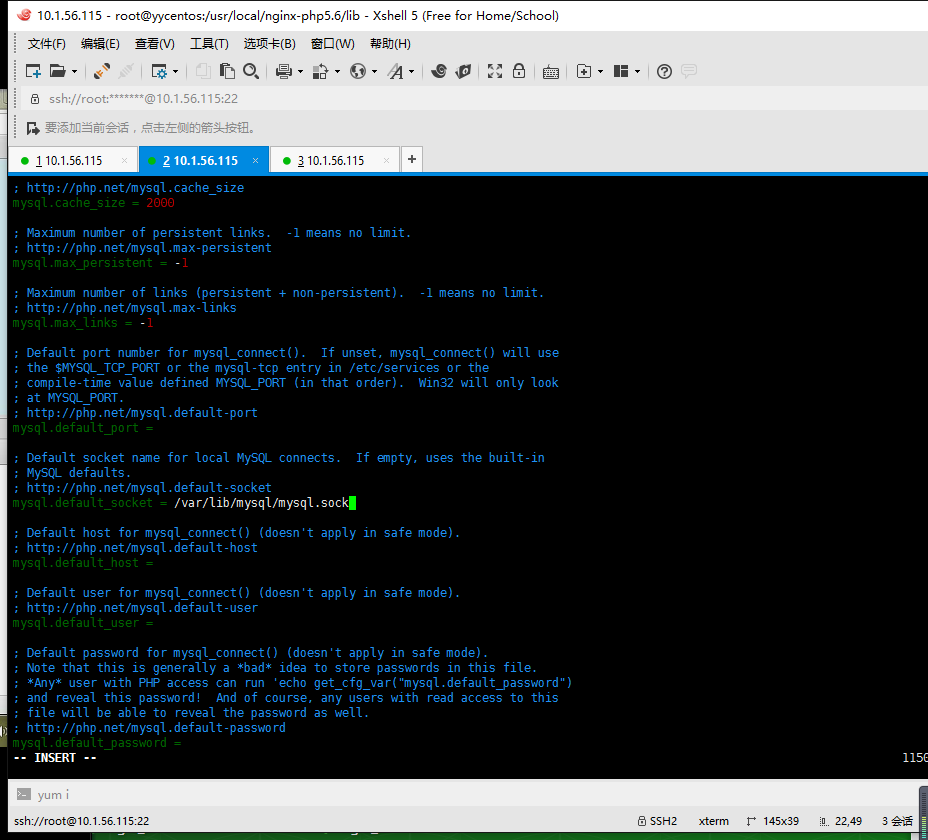 10.1.56.115 - root@yycentos:/usr/local/nginx-php5.6/lib - Xshell 5 (Free for Home/School)
文件(F) 编辑(E) 查看(V) 工具(T) 选项卡(B) 窗口(W) 帮助(H)
ssh://root:*******@10.1.56.115:22
要添加当前会话，点击左侧的箭头按钮。
1 10.1.56.115 × 2 10.1.56.115 × 3 10.1.56.115 × +
; http://php.net/mysql.cache_size
mysql.cache_size = 2000
; Maximum number of persistent links.  -1 means no limit.
; http://php.net/mysql.max-persistent
mysql.max_persistent = -1
; Maximum number of links (persistent + non-persistent).  -1 means no limit.
; http://php.net/mysql.max-links
mysql.max_links = -1
; Default port number for mysql_connect().  If unset, mysql_connect() will use
; the $MYSQL_TCP_PORT or the mysql-tcp entry in /etc/services or the
; compile-time value defined MYSQL_PORT (in that order).  Win32 will only look
; at MYSQL_PORT.
; http://php.net/mysql.default-port
mysql.default_port =
; Default socket name for local MySQL connects.  If empty, uses the built-in
; MySQL defaults.
; http://php.net/mysql.default-socket
mysql.default_socket = /var/lib/mysql/mysql.sock
; Default host for mysql_connect() (doesn't apply in safe mode).
; http://php.net/mysql.default-host
mysql.default_host =
; Default user for mysql_connect() (doesn't apply in safe mode).
; http://php.net/mysql.default-user
mysql.default_user =
; Default password for mysql_connect() (doesn't apply in safe mode).
; Note that this is generally a *bad* idea to store passwords in this file.
; *Any* user with PHP access can run 'echo get_cfg_var("mysql.default_password")
; and reveal this password!  And of course, any users with read access to this
; file will be able to reveal the password as well.
; http://php.net/mysql.default-password
mysql.default_password =
-- INSERT -- 1150
yum i
ssh://root@10.1.56.115:22 SSH2 xterm 145x39 22,49 3 会话